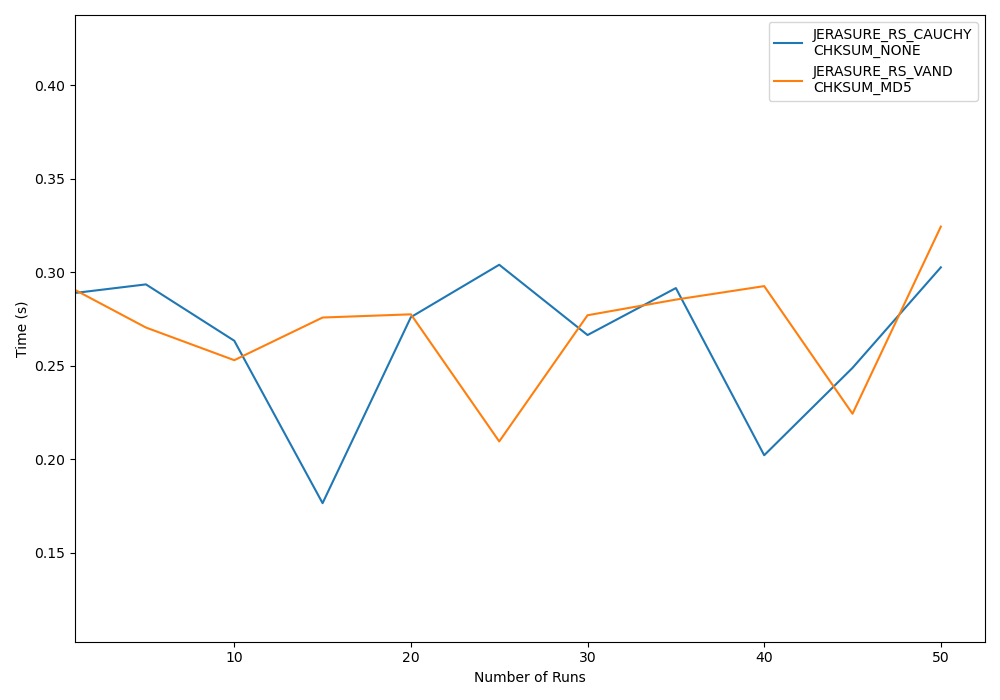 JERASURE_RS_CAUCHY
CHKSUM_NONE
JERASURE_RS_VAND
CHKSUM_MD5
0.40
0.35
0.30
0.25
0.20
0.15
Time (s)
10 20 30 40 50
Number of Runs